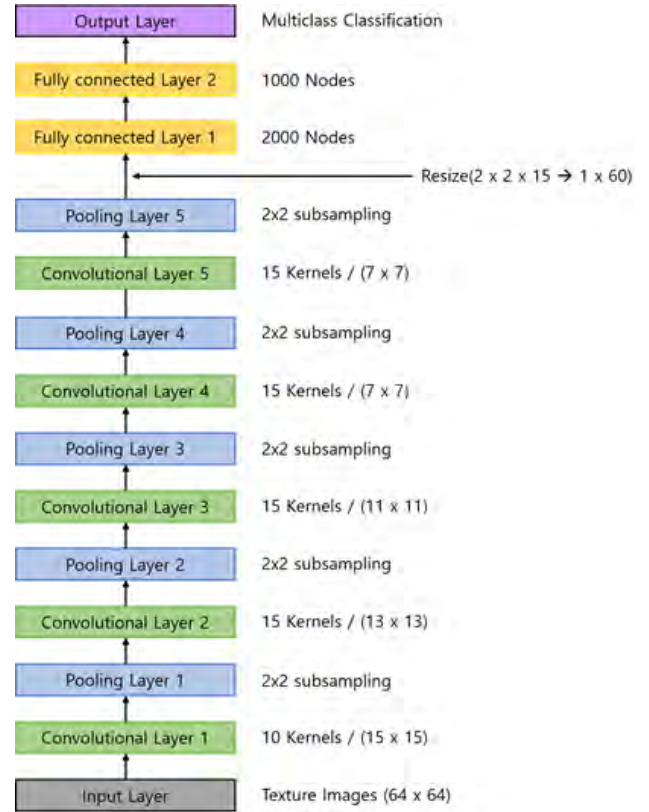 Output Layer Multiclass Classification
Fully connected Layer 2 1000 Nodes
Fully connected Layer 1 2000 Nodes
Resize(2 x 2 x 15 → 1 x 60)
Pooling Layer 5 2x2 subsampling
Convolutional Layer 5 15 Kernels / (7 x 7)
Pooling Layer 4 2x2 subsampling
Convolutional Layer 4 15 Kernels / (7 x 7)
Pooling Layer 3 2x2 subsampling
Convolutional Layer 3 15 Kernels / (11 x 11)
Pooling Layer 2 2x2 subsampling
Convolutional Layer 2 15 Kernels / (13 x 13)
Pooling Layer 1 2x2 subsampling
Convolutional Layer 1 10 Kernels / (15 x 15)
Input Layer Texture Images (64 x 64)